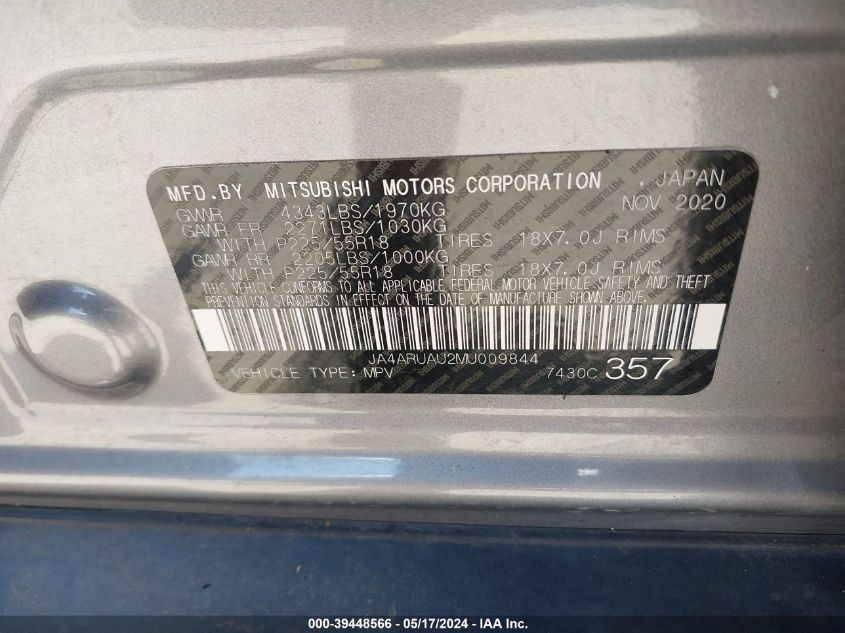 MFD.BY MITSUBISHI MOTORS CORPORATION , JAPAN
GVWR 4343LBS/1970KG NOV 2020
GAWR FR 2271LBS/1030KG
WITH P225/55R18 TIRES 18X7.0J RIMS
GAWR RR 2205LBS/1000KG
WITH P225/55R18 TIRES 18X7.0J RIMS
THIS VEHICLE CONFORMS TO ALL APPLICABLE FEDERAL MOTOR VEHICLE SAFETY AND THEFT
PREVENTION STANDARDS IN EFFECT ON THE DATE OF MANUFACTURE SHOWN ABOVE.
JA4ARUAU2MU009844
VEHICLE TYPE: MPV 7430C 357
000-39448566 - 05/17/2024 - IAA Inc.